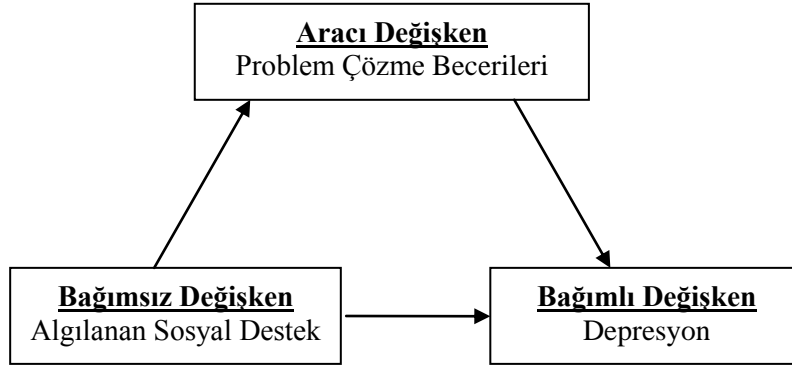 Aracı Değişken
Problem Çözme Becerileri
Bağımsız Değişken
Algılanan Sosyal Destek
Bağımlı Değişken
Depresyon